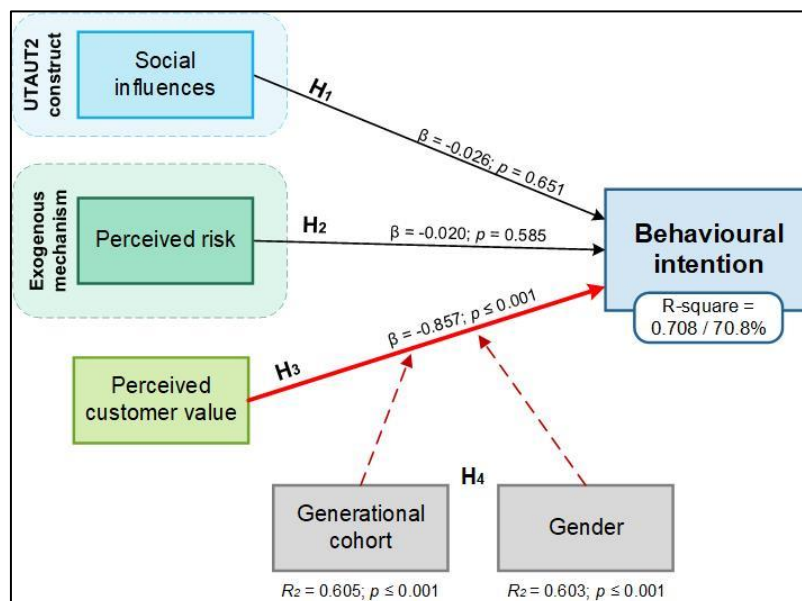 UTAUT2
construct
Social
influences
H1
β = -0.026; p = 0.651
Exogenous
mechanism
Perceived risk
H2
β = -0.020; p = 0.585
Behavioural
intention
R-square =
0.708 / 70.8%
β = -0.857; p ≤ 0.001
H3
Perceived
customer value
H4
Generational
cohort
Gender
R2 = 0.605; p ≤ 0.001
R2 = 0.603; p ≤ 0.001